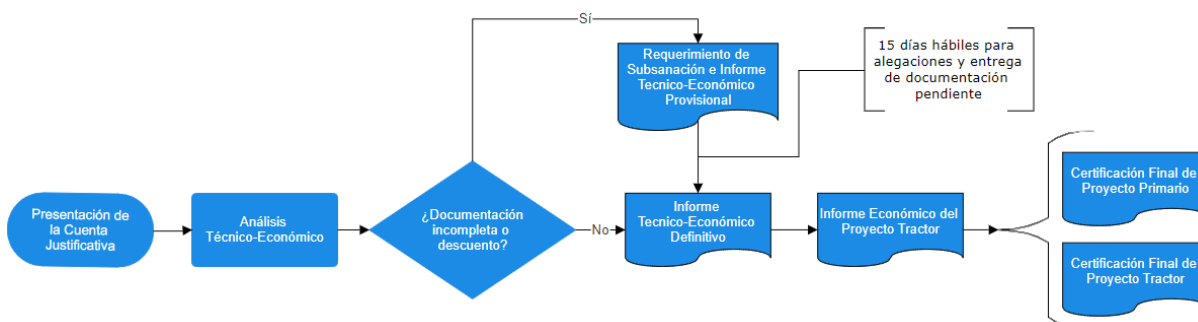 Presentación de
la Cuenta
Justificativa
Análisis
Técnico-Económico
¿Documentación
incompleta o
descuento?
Sí
No
Requerimiento de
Subsanación e Informe
Tecnico-Económico
Provisional
15 días hábiles para
alegaciones y entrega
de documentación
pendiente
Informe
Tecnico-Económico
Definitivo
Informe Económico del
Proyecto Tractor
Certificación Final de
Proyecto Primario
Certificación Final de
Proyecto Tractor